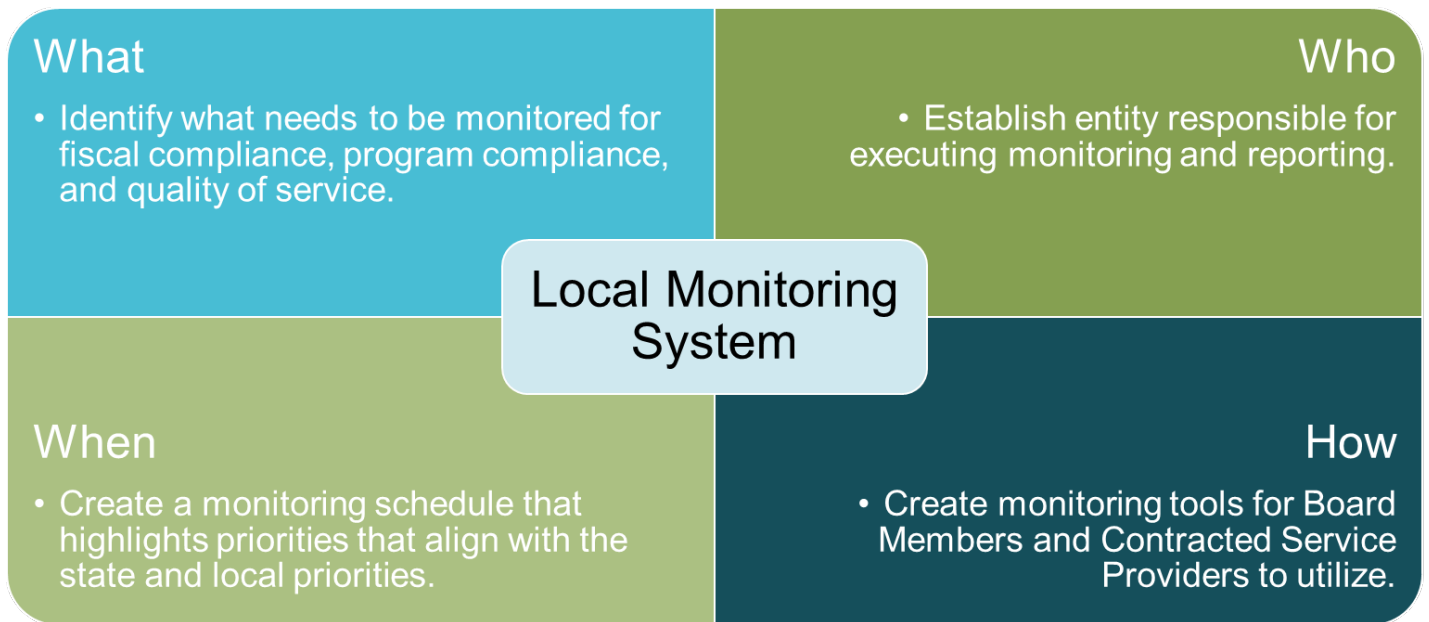 What
• Identify what needs to be monitored for
fiscal compliance, program compliance,
and quality of service.
Who
• Establish entity responsible for
executing monitoring and reporting.
Local Monitoring
System
When
• Create a monitoring schedule that
highlights priorities that align with the
state and local priorities.
How
• Create monitoring tools for Board
Members and Contracted Service
Providers to utilize.